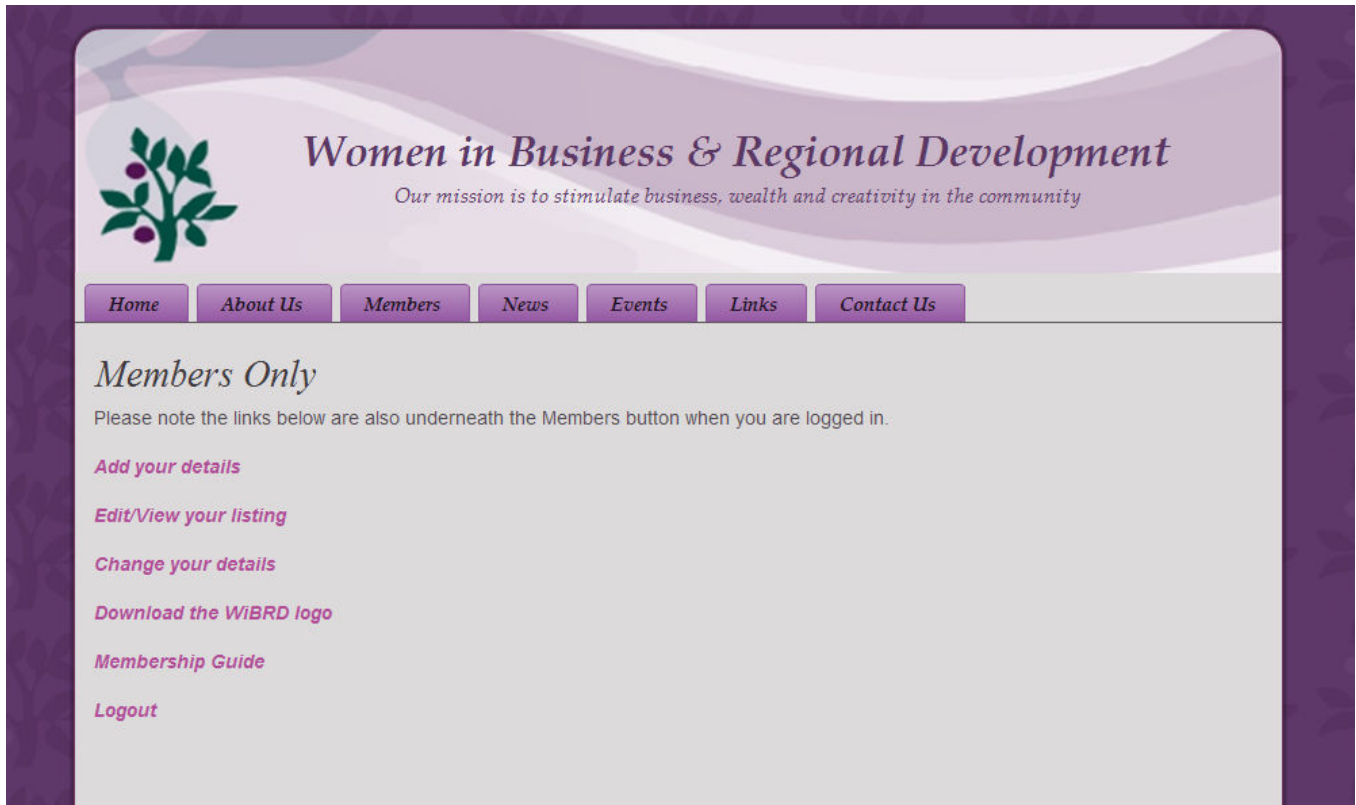 Women in Business & Regional Development
Our mission is to stimulate business, wealth and creativity in the community
Home About Us Members News Events Links Contact Us
Members Only
Please note the links below are also underneath the Members button when you are logged in.
Add your details
Edit/View your listing
Change your details
Download the WiBRD logo
Membership Guide
Logout